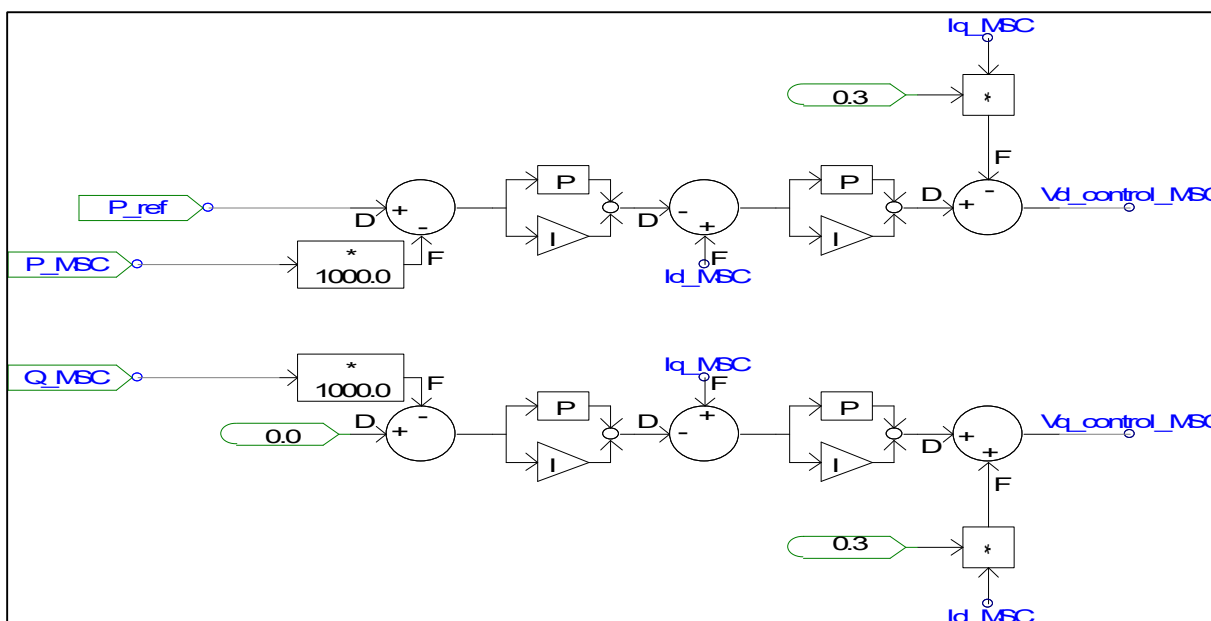 Iq_MSC
0.3
*
F
P_ref
D
+
-
P
I
D
-
+
F
Id_MSC
P
I
D
+
-
Vd_control_MSC
P_MSC
*
1000.0
F
Q_MSC
*
1000.0
F
0.0
D
+
-
P
I
Iq_MSC
F
D
-
+
P
I
D
+
+
Vq_control_MSC
F
0.3
*
Id_MSC